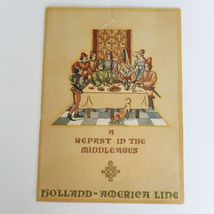 A
REPAST IN THE
MIDDLEAGES
HOLLAND-AMERICA LINE